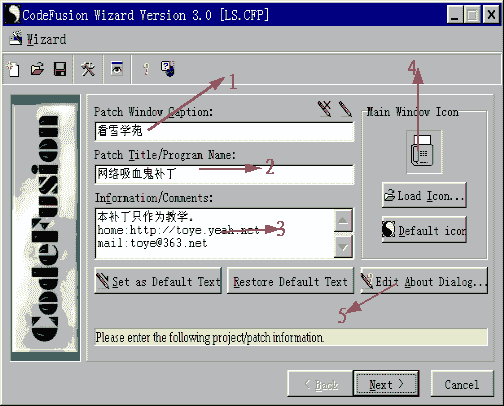 CodeFusion Wizard Version 3.0 [LS.CFP]
Wizard
1
4
Patch Window Caption:
Main Window Icon
看雪学苑
Patch Title/Program Name:
2
网络吸血鬼补丁
Information/Comments:
本补丁只作为教学。
home:http://toye.yeah.net
3
mail:toye@363.net
Load Icon...
Default icon
CodeFusion
Set as Default Text
Restore Default Text
Edit About Dialog...
5
Please enter the following project/patch information.
< Back
Next >
Cancel